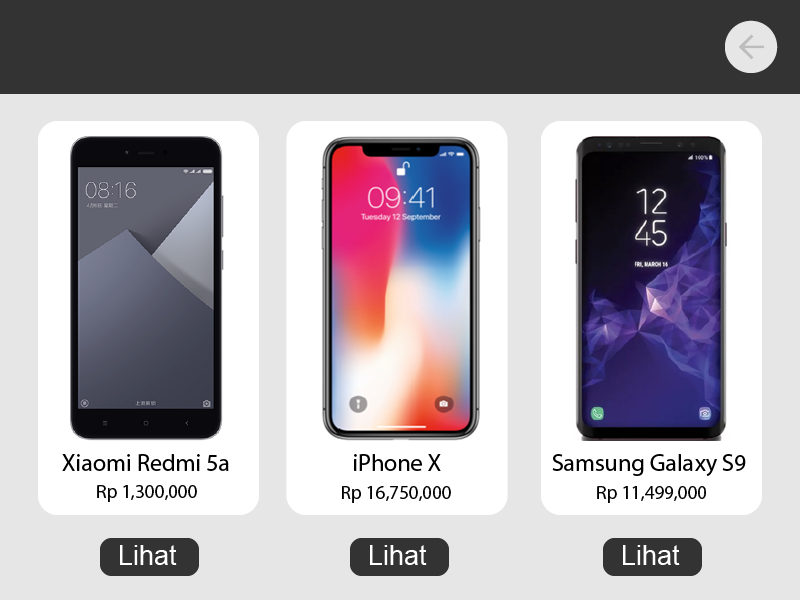 08:16
09:41
Tuesday 12 September
100%
12
45
FRI, MARCH 16
Xiaomi Redmi 5a
iPhone X
Samsung Galaxy S9
Rp 1,300,000
Rp 16,750,000
Rp 11,499,000
Lihat
Lihat
Lihat